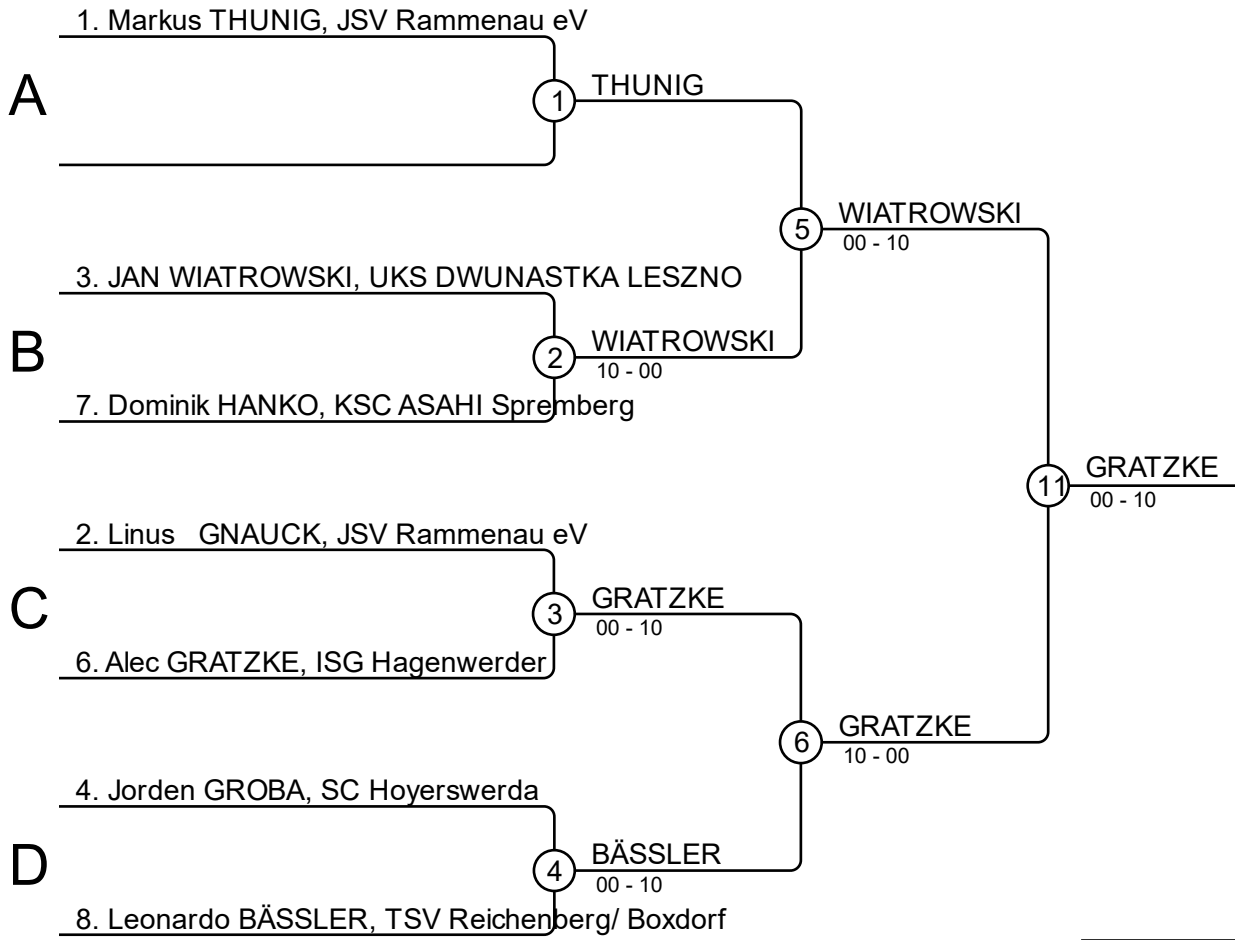 1. Markus THUNIG, JSV Rammenau eV
A
1
THUNIG
5
WIATROWSKI
00 - 10
3. JAN WIATROWSKI, UKS DWUNASTKA LESZNO
B
2
WIATROWSKI
10 - 00
7. Dominik HANKO, KSC ASAHI Spremberg
11
GRATZKE
00 - 10
2. Linus   GNAUCK, JSV Rammenau eV
C
3
GRATZKE
00 - 10
6. Alec GRATZKE, ISG Hagenwerder
6
GRATZKE
10 - 00
4. Jorden GROBA, SC Hoyerswerda
D
4
BÄSSLER
00 - 10
8. Leonardo BÄSSLER, TSV Reichenberg/ Boxdorf